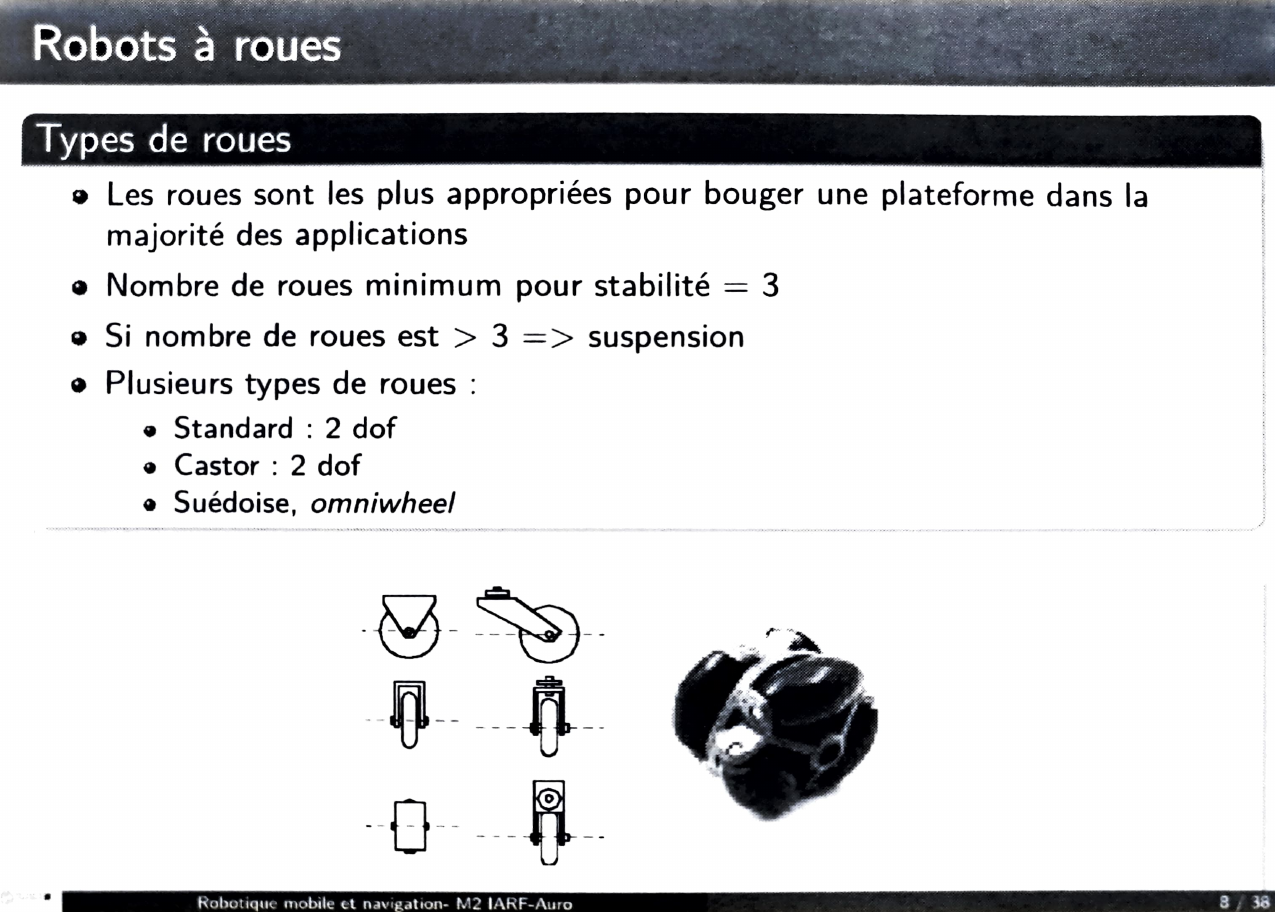 Robots à roues
Types de roues
Les roues sont les plus appropriées pour bouger une plateforme dans la
majorité des applications
Nombre de roues minimum pour stabilité = 3
Si nombre de roues est > 3 => suspension
Plusieurs types de roues :
Standard : 2 dof
Castor : 2 dof
Suédoise, omniwheel
Robotique mobile et navigation- M2 IARF-Auro
8 / 38